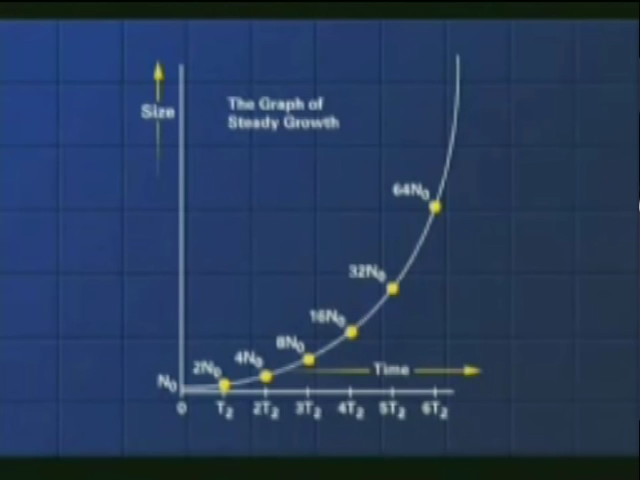 The Graph of
Steady Growth
Size
64N₀
32N₀
16N₀
8N₀
4N₀
2N₀
N₀
Time
0 T₂ 2T₂ 3T₂ 4T₂ 5T₂ 6T₂